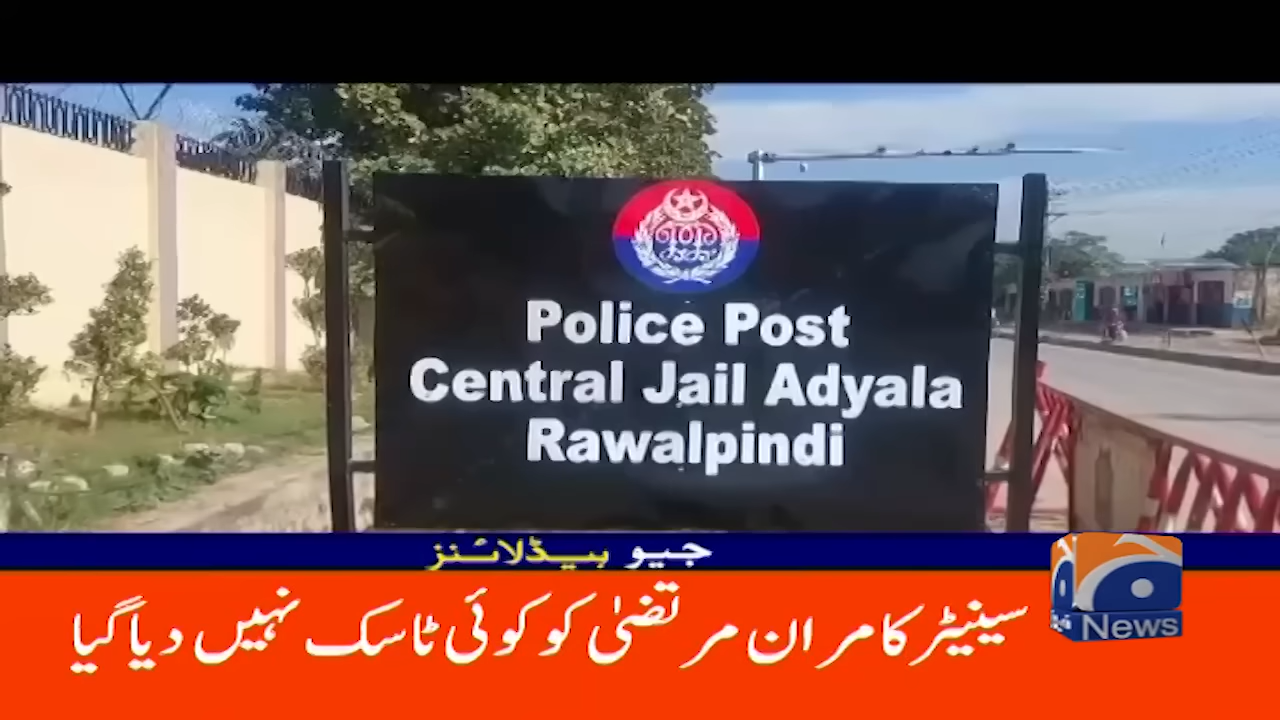 Police Post
Central Jail Adyala
Rawalpindi
جیو ہیڈلائنز
سینیٹر کامران مرتضیٰ کو کوئی ٹاسک نہیں دیا گیا
News